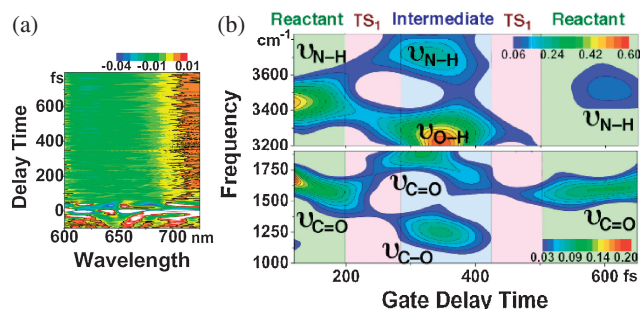 (a)
-0.04 -0.01 0.01
fs
600
400
200
0
Delay Time
600 650 700 nm
Wavelength
(b)
Reactant TS1 Intermediate TS1 Reactant
cm-1
3600
3400
3200
1750
1500
1250
1000
Frequency
υN–H
υN–H
0.06 0.24 0.42 0.60
υO–H
υN–H
υC=O
υC=O
υC=O
υC–O
0.03 0.09 0.14 0.20
200 400 600 fs
Gate Delay Time